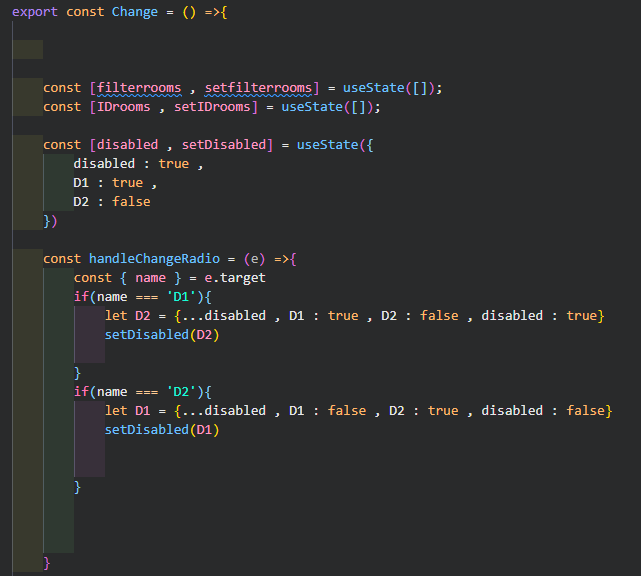 export const Change = () =>{
const [filterrooms , setfilterrooms] = useState([]);
const [IDrooms , setIDrooms] = useState([]);
const [disabled , setDisabled] = useState({
disabled : true ,
D1 : true ,
D2 : false
})
const handleChangeRadio = (e) =>{
const { name } = e.target
if(name === 'D1'){
let D2 = {...disabled , D1 : true , D2 : false , disabled : true}
setDisabled(D2)
}
if(name === 'D2'){
let D1 = {...disabled , D1 : false , D2 : true , disabled : false}
setDisabled(D1)
}
}